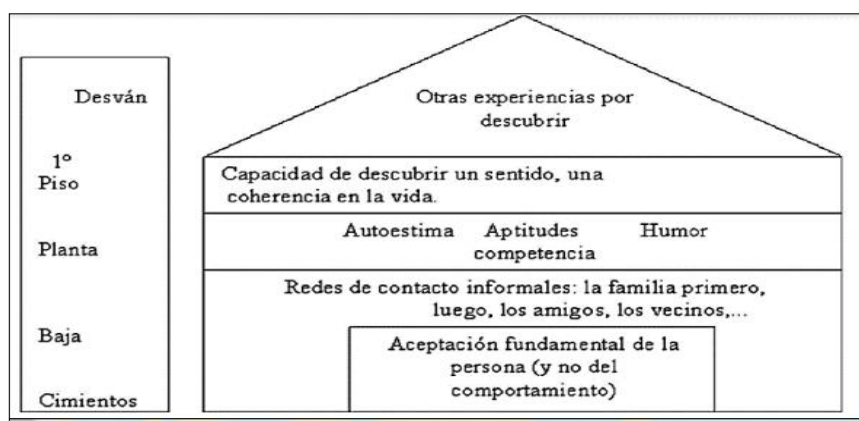 Desván
1º
Piso
Planta
Baja
Cimientos
Otras experiencias por
descubrir
Capacidad de descubrir un sentido, una
coherencia en la vida.
Autoestima Aptitudes Humor
competencia
Redes de contacto informales: la familia primero,
luego, los amigos, los vecinos,...
Aceptación fundamental de la
persona (y no del
comportamiento)